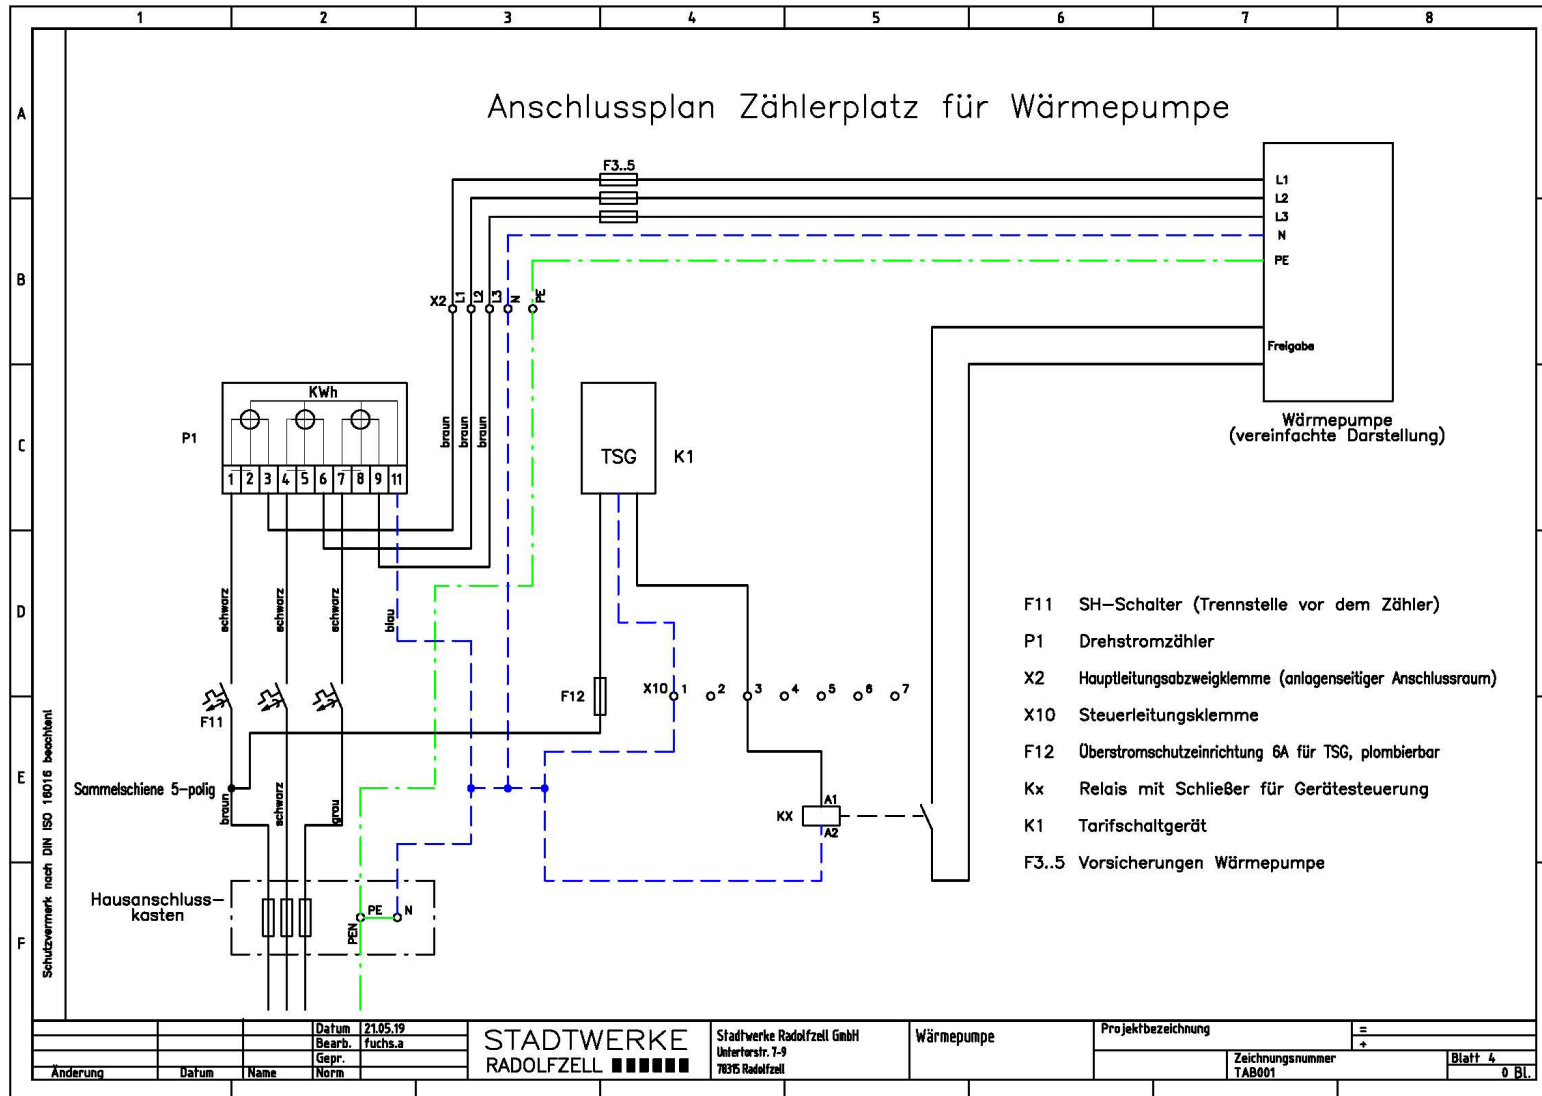 1 2 3 4 5 6 7 8
A
B
C
D
E
F
Anschlussplan Zählerplatz für Wärmepumpe
F3..5
L1
L2
L3
N
PE
Freigabe
Wärmepumpe
(vereinfachte Darstellung)
X2 L1 L2 L3 N PE
KWh
P1
1 2 3 4 5 6 7 8 9 11
braun
braun
braun
TSG
K1
schwarz
schwarz
schwarz
blau
F11
F12
X10 1 2 3 4 5 6 7
Sammelschiene 5-polig
braun
schwarz
grau
KX
A1
A2
Hausanschluss-
kasten
PEN
PE
N
F11 SH-Schalter (Trennstelle vor dem Zähler)
P1 Drehstromzähler
X2 Hauptleitungsabzweigklemme (anlagenseitiger Anschlussraum)
X10 Steuerleitungsklemme
F12 Überstromschutzeinrichtung 6A für TSG, plombierbar
Kx Relais mit Schließer für Gerätesteuerung
K1 Tarifschaltgerät
F3..5 Vorsicherungen Wärmepumpe
Schutzvermerk nach DIN ISO 16016 beachten!
Datum 21.05.19
Bearb. fuchs.a
Gepr.
Änderung Datum Name Norm
STADTWERKE
RADOLFZELL
Stadtwerke Radolfzell GmbH
Untertorstr. 7-9
78315 Radolfzell
Wärmepumpe
Projektbezeichnung
=
+
Zeichnungsnummer
TAB001
Blatt 4
0 Bl.